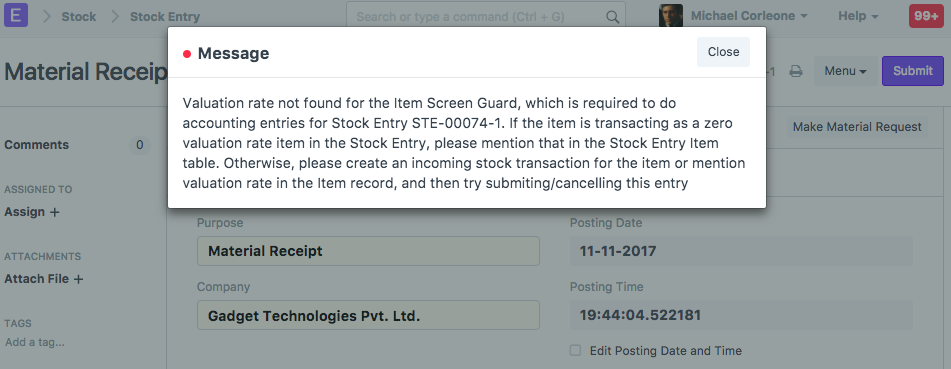 E Stock Stock Entry Search or type a command (Ctrl + G) Michael Corleone Help 99+
Message Close
Material Receip -1 Menu Submit
Valuation rate not found for the Item Screen Guard, which is required to do
accounting entries for Stock Entry STE-00074-1. If the item is transacting as a zero
valuation rate item in the Stock Entry, please mention that in the Stock Entry Item
table. Otherwise, please create an incoming stock transaction for the item or mention
valuation rate in the Item record, and then try submiting/cancelling this entry
Make Material Request
Comments 0
ASSIGNED TO
Assign +
ATTACHMENTS
Attach File +
TAGS
Add a tag...
Purpose
Material Receipt
Company
Gadget Technologies Pvt. Ltd.
Posting Date
11-11-2017
Posting Time
19:44:04.522181
Edit Posting Date and Time